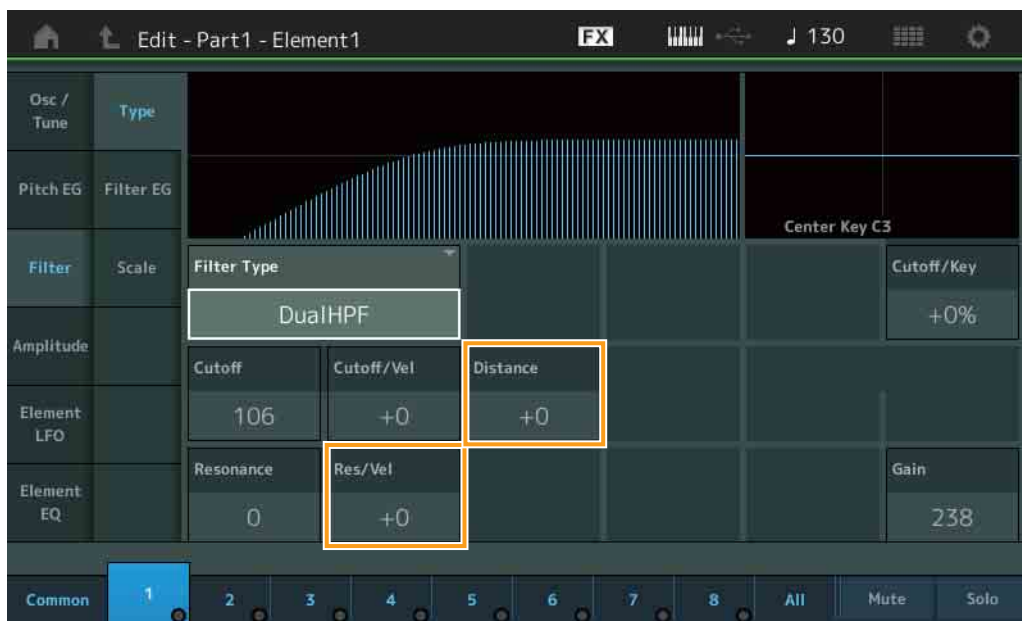 Edit - Part1 - Element1
FX
♩ 130
Osc /
Tune
Type
Pitch EG
Filter EG
Center Key C3
Filter
Scale
Filter Type
DualHPF
Cutoff/Key
+0%
Amplitude
Cutoff
106
Cutoff/Vel
+0
Distance
+0
Element
LFO
Resonance
0
Res/Vel
+0
Gain
238
Element
EQ
Common
1
2
3
4
5
6
7
8
All
Mute
Solo